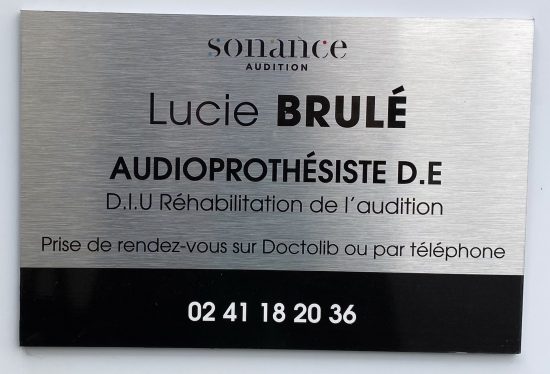 sonance
AUDITION
Lucie BRULÉ
AUDIOPROTHÉSISTE D.E
D.I.U Réhabilitation de l'audition
Prise de rendez-vous sur Doctolib ou par téléphone
02 41 18 20 36